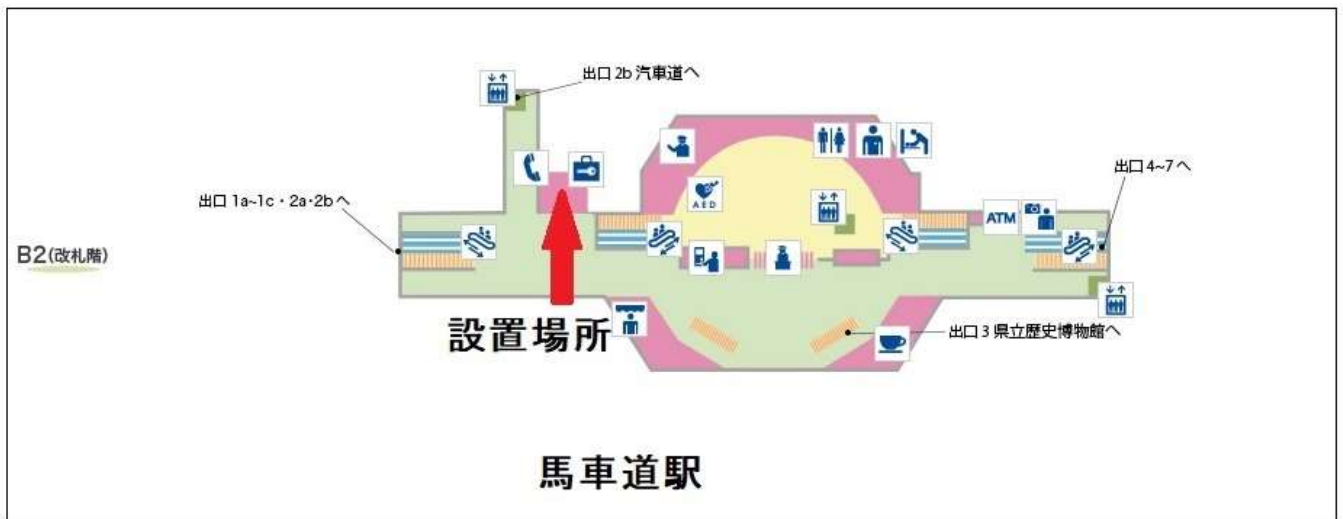 出口2b 汽車道へ
出口 4~7 へ
出口 1a~1c・2a・2b へ
AED
ATM
B2(改札階)
設置場所
出口 3 県立歴史博物館へ
馬車道駅